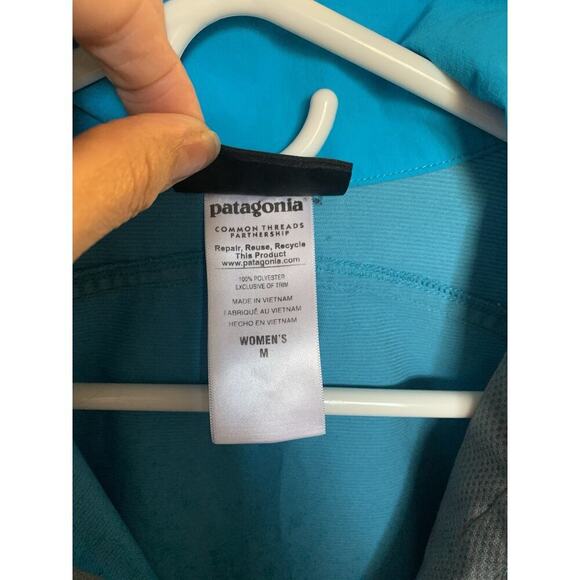 patagonia®
COMMON THREADS
PARTNERSHIP
Repair, Reuse, Recycle
This Product
www.patagonia.com
100% POLYESTER
EXCLUSIVE OF TRIM
MADE IN VIETNAM
FABRIQUÉ AU VIETNAM
HECHO EN VIETNAM
WOMEN'S
M